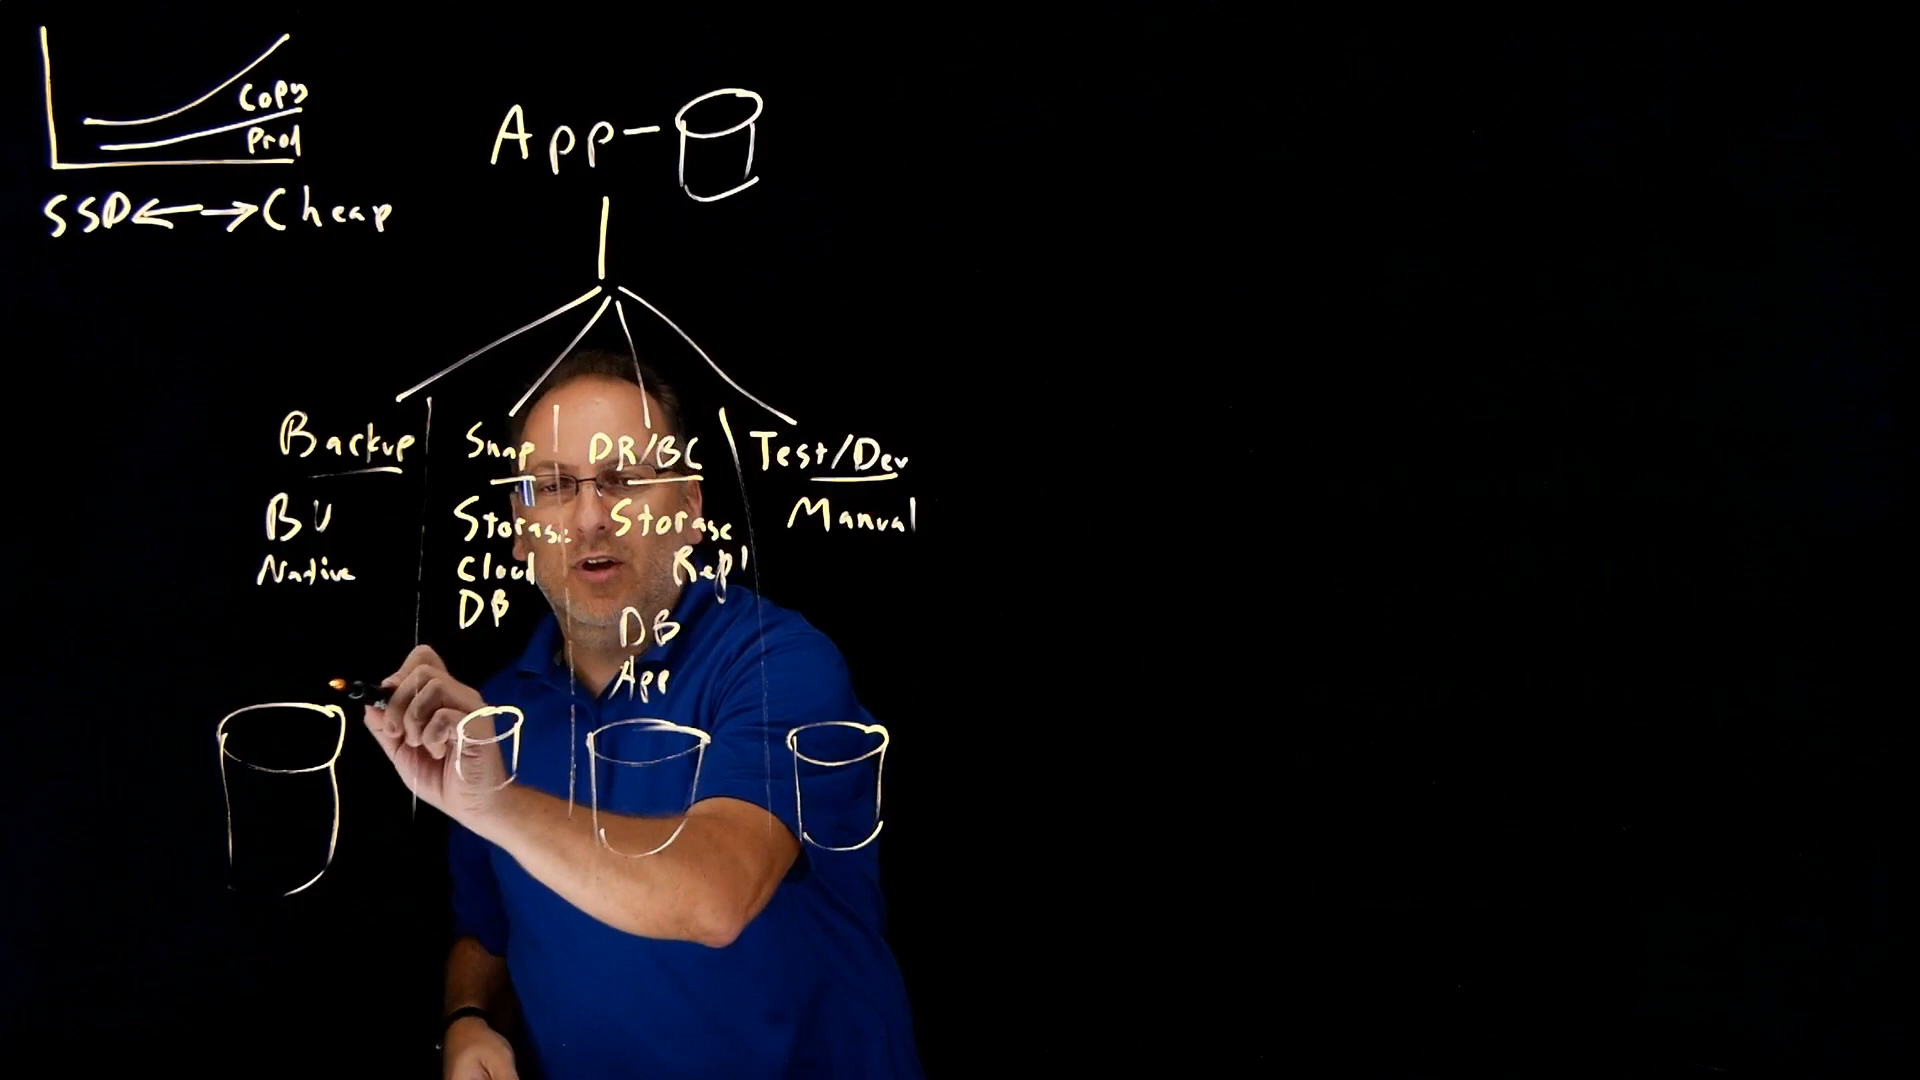 Copy
Prod
SSD ← → Cheap
App -
Backup
BU
Native
Snap
Storage
Cloud
DB
DR/BC
Storage
Repl
DB
App
Test/Dev
Manual